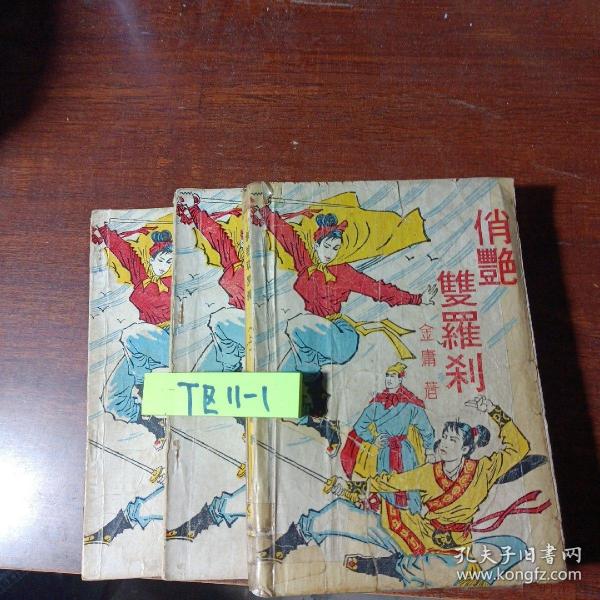 俏艷
雙羅刹
金庸著
TE 11-1
孔夫子旧书网
www.kongfz.com